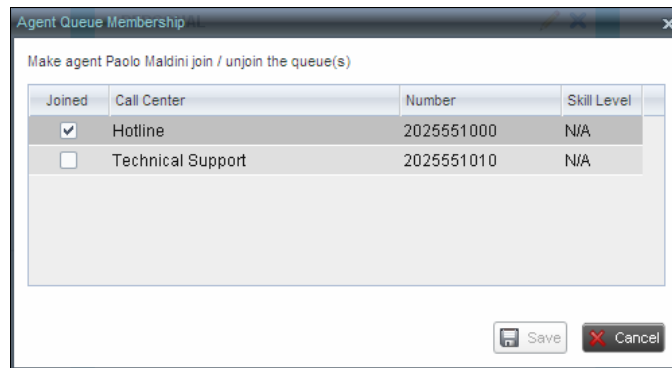 Agent Queue Membership
Make agent Paolo Maldini join / unjoin the queue(s)
Joined Call Center Number Skill Level
Hotline 2025551000 N/A
Technical Support 2025551010 N/A
Save Cancel